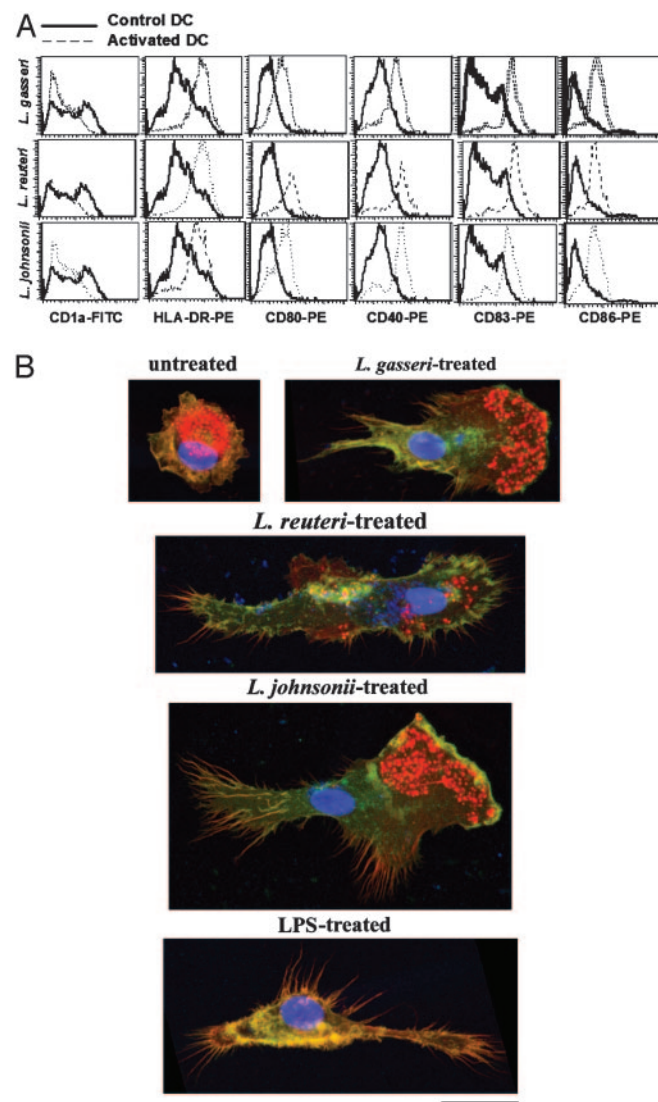 A
Control DC
Activated DC
L. gasseri
L. reuteri
L. johnsonii
CD1a-FITC HLA-DR-PE CD80-PE CD40-PE CD83-PE CD86-PE
B
untreated L. gasseri-treated
L. reuteri-treated
L. johnsonii-treated
LPS-treated